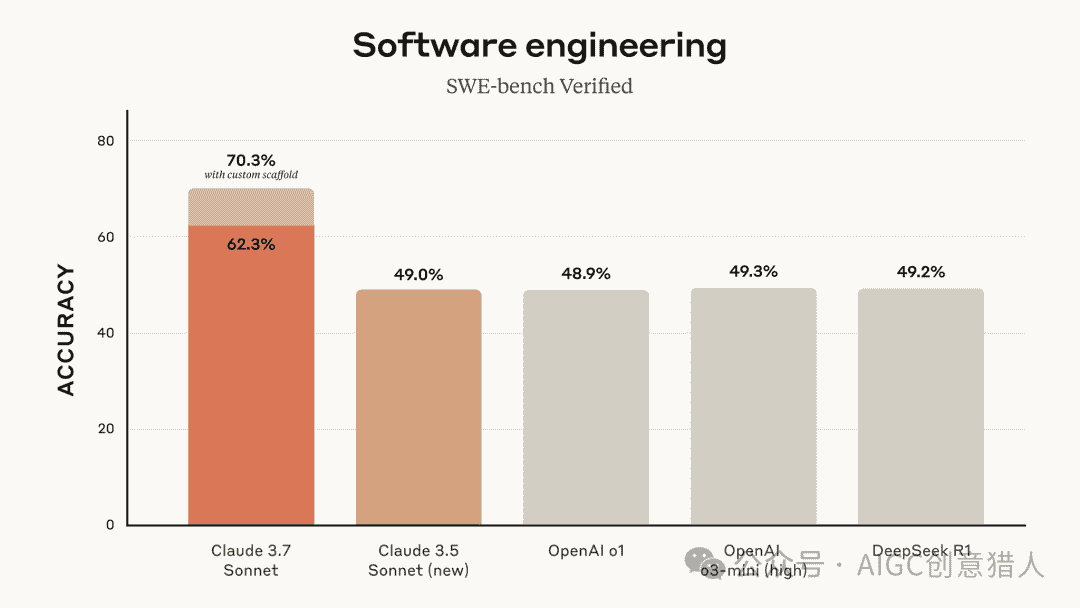 Software engineering
SWE-bench Verified
ACCURACY
80
60
40
20
0
70.3%
with custom scaffold
62.3%
49.0%
48.9%
49.3%
49.2%
Claude 3.7
Sonnet
Claude 3.5
Sonnet (new)
OpenAI o1
OpenAI
o3-mini (high)
DeepSeek R1
公众号 · AIGC创意猎人